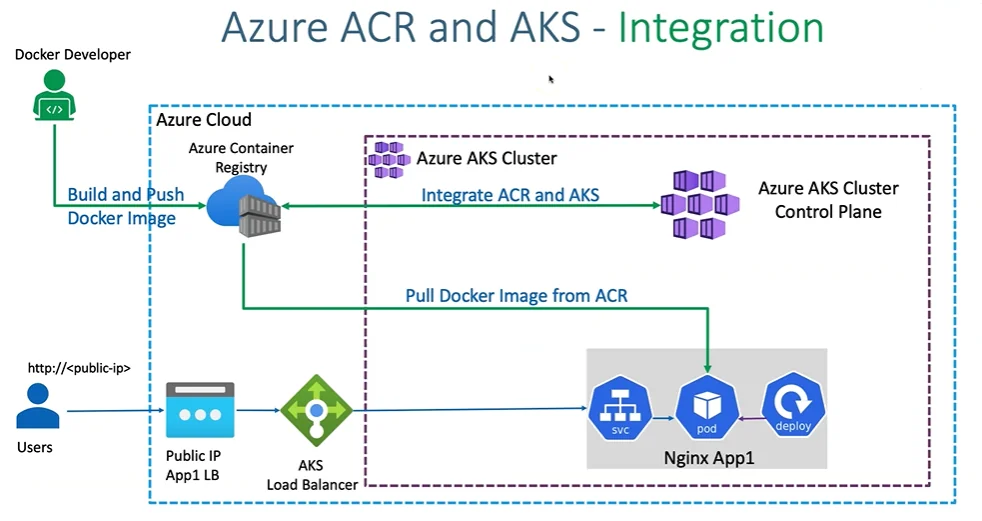 Azure ACR and AKS - Integration
Docker Developer
</>
Azure Cloud
Azure Container
Registry
Azure AKS Cluster
Build and Push
Docker Image
Integrate ACR and AKS
Azure AKS Cluster
Control Plane
Pull Docker Image from ACR
http://<public-ip>
Users
Public IP
App1 LB
AKS
Load Balancer
svc
pod
deploy
Nginx App1